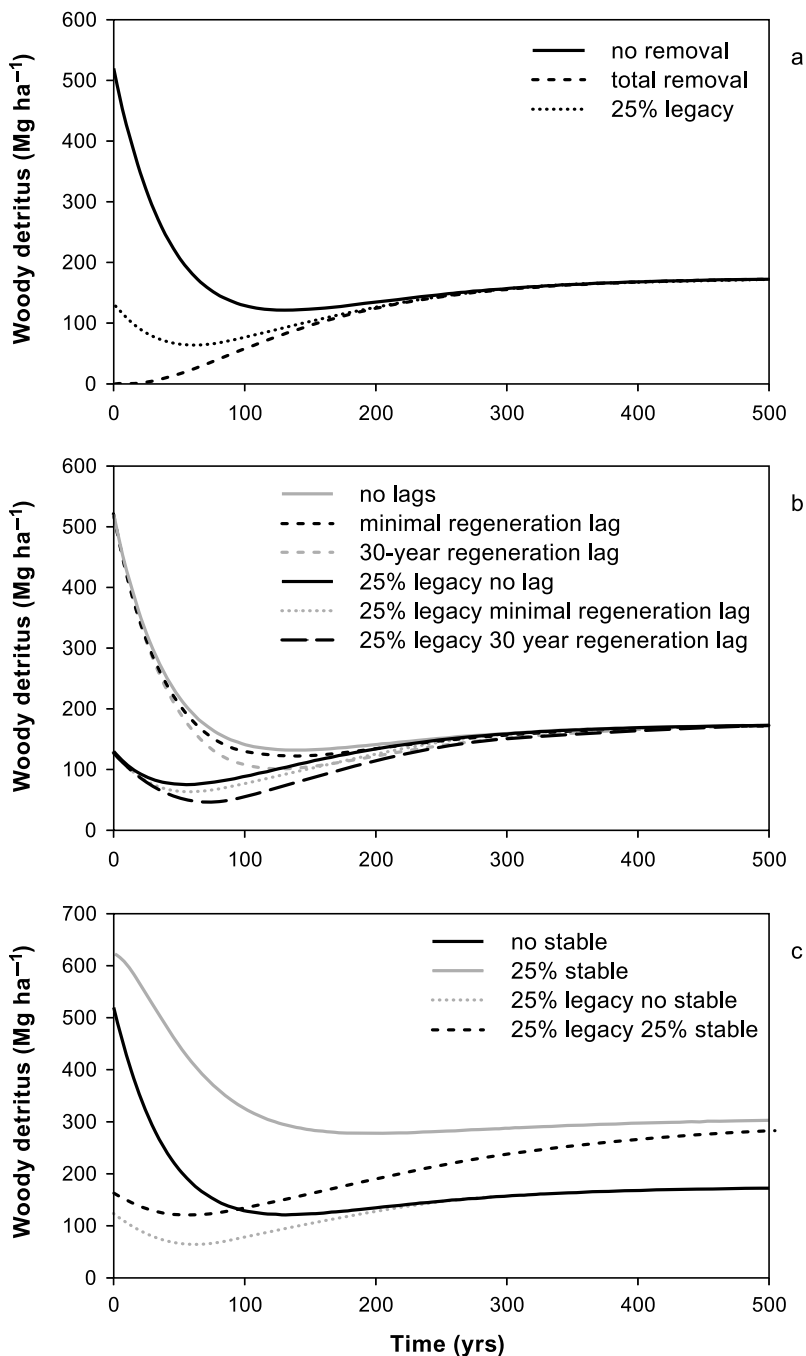 600
500
400
300
200
100
0
Woody detritus (Mg ha⁻¹)
no removal
total removal
25% legacy
a
0 100 200 300 400 500
600
500
400
300
200
100
0
Woody detritus (Mg ha⁻¹)
no lags
minimal regeneration lag
30-year regeneration lag
25% legacy no lag
25% legacy minimal regeneration lag
25% legacy 30 year regeneration lag
b
0 100 200 300 400 500
700
600
500
400
300
200
100
0
Woody detritus (Mg ha⁻¹)
no stable
25% stable
25% legacy no stable
25% legacy 25% stable
c
0 100 200 300 400 500
Time (yrs)